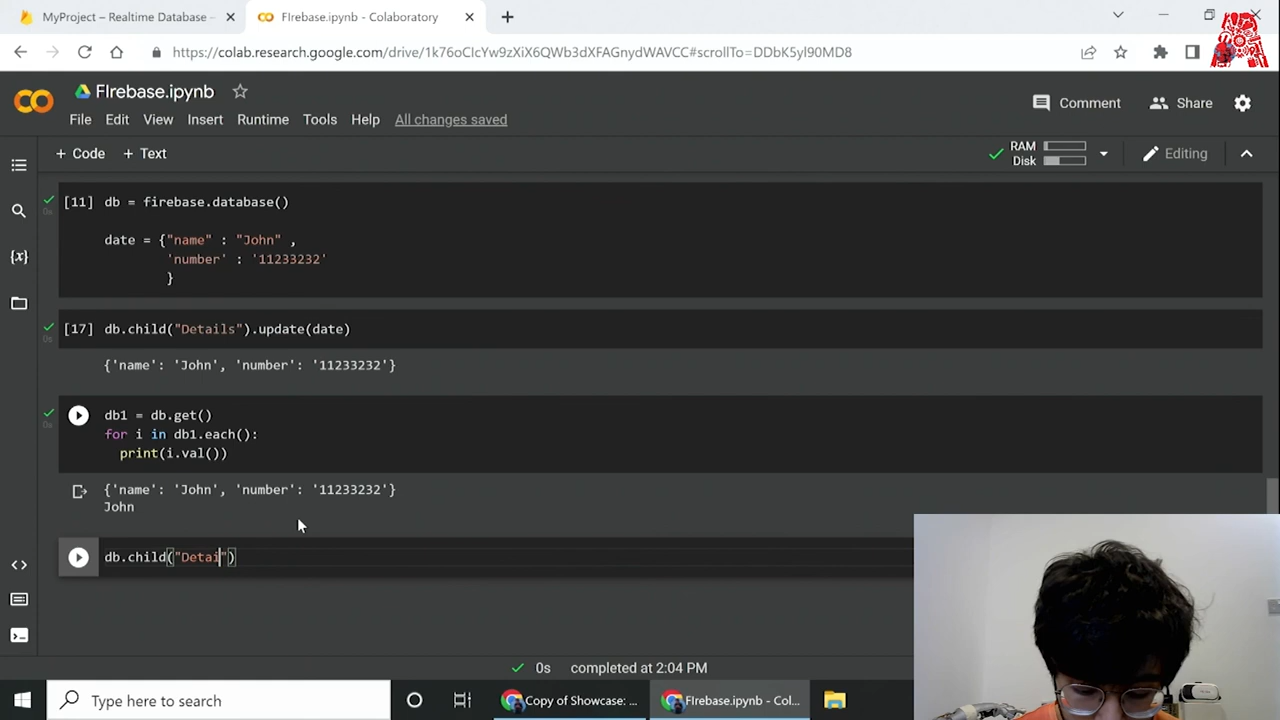 MyProject – Realtime Database –
FIrebase.ipynb - Colaboratory
https://colab.research.google.com/drive/1k76oCIcYw9zXiX6QWb3dXFAGnydWAVCC#scrollTo=DDbK5yl90MD8
FIrebase.ipynb
Comment
Share
File Edit View Insert Runtime Tools Help All changes saved
+ Code + Text
RAM
Disk
Editing
[11] db = firebase.database()
0s
date = {"name" : "John" ,
'number' : '11233232'
}
[17] db.child("Details").update(date)
0s
{'name': 'John', 'number': '11233232'}
db1 = db.get()
0s
for i in db1.each():
print(i.val())
{'name': 'John', 'number': '11233232'}
John
db.child("Detai")
0s completed at 2:04 PM
Type here to search
Copy of Showcase: ...
FIrebase.ipynb - Col...